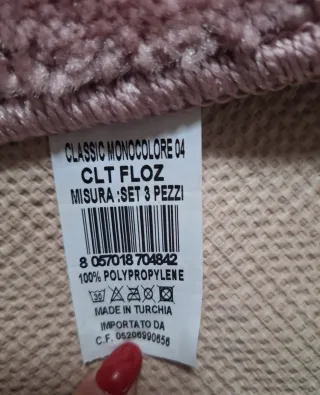 CLASSIC MONOCOLORE 04
CLT FLOZ
MISURA :SET 3 PEZZI
8 057018 704842
100% POLYPROPYLENE
30
MADE IN TURCHIA
IMPORTATO DA
C.F. 05206990656